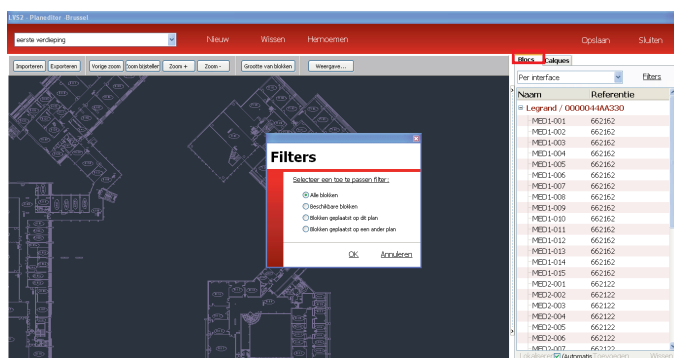 LVS2 - Planeditor -Brussel
eerste verdieping
Nieuw Wissen Hernoemen Opslaan Sluiten
Importeren Exporteren Vorige zoom Zoom bijstellen Zoom + Zoom - Grootte van blokken Weergave...
Blocs Calques
Per interface Filters
Naam Referentie
Legrand / 0000044AA330
MED1-001 662162
MED1-002 662162
MED1-003 662162
MED1-004 662162
MED1-005 662162
MED1-006 662162
MED1-007 662162
MED1-008 662162
MED1-009 662162
MED1-010 662162
MED1-011 662162
MED1-012 662162
MED1-013 662162
MED1-014 662162
MED1-015 662162
MED2-001 662122
MED2-002 662122
MED2-003 662122
MED2-004 662122
MED2-005 662122
MED2-006 662122
MED2-007 662122
Lokaliseren (Automatis Toevoegen Wissen
Filters
Selecteer een toe te passen filter:
Alle blokken
Beschikbare blokken
Blokken geplaatst op dit plan
Blokken geplaatst op een ander plan
OK Annuleren